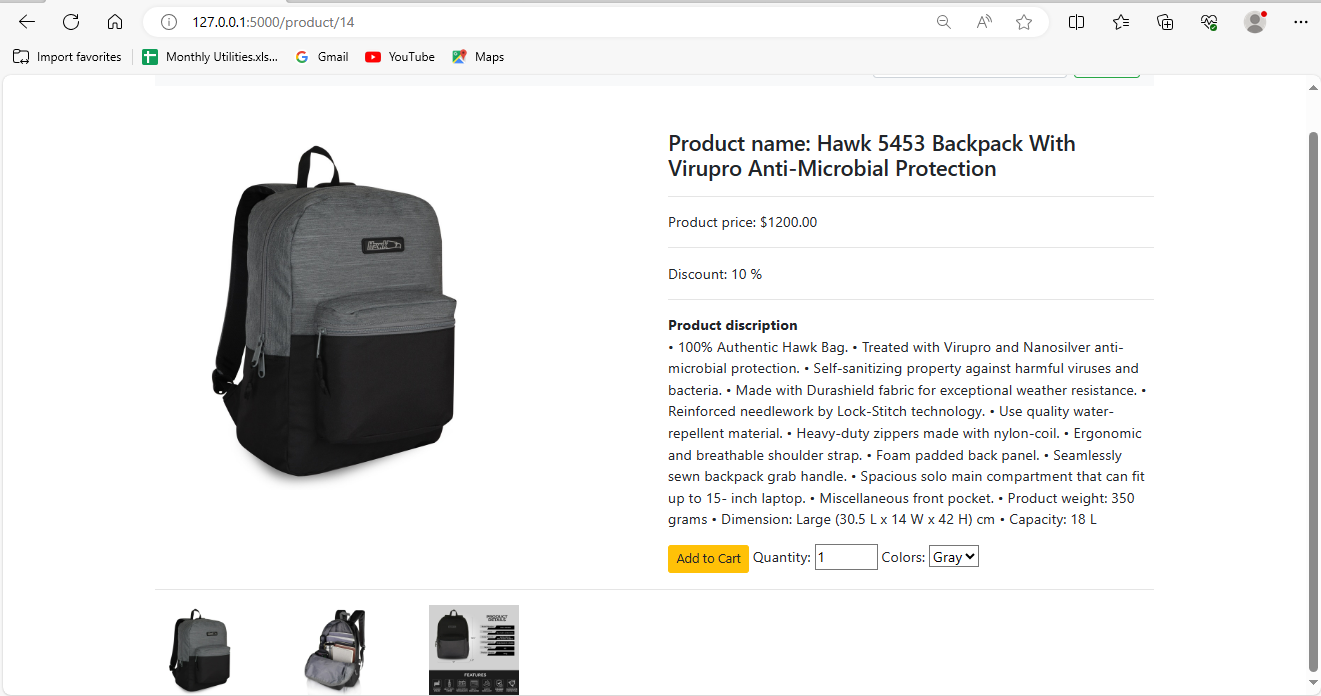 127.0.0.1:5000/product/14
Import favorites
Monthly Utilities.xls...
Gmail
YouTube
Maps
Hawk
Product name: Hawk 5453 Backpack With
Virupro Anti-Microbial Protection
Product price: $1200.00
Discount: 10 %
Product discription
• 100% Authentic Hawk Bag. • Treated with Virupro and Nanosilver anti-
microbial protection. • Self-sanitizing property against harmful viruses and
bacteria. • Made with Durashield fabric for exceptional weather resistance. •
Reinforced needlework by Lock-Stitch technology. • Use quality water-
repellent material. • Heavy-duty zippers made with nylon-coil. • Ergonomic
and breathable shoulder strap. • Foam padded back panel. • Seamlessly
sewn backpack grab handle. • Spacious solo main compartment that can fit
up to 15- inch laptop. • Miscellaneous front pocket. • Product weight: 350
grams • Dimension: Large (30.5 L x 14 W x 42 H) cm • Capacity: 18 L
Add to Cart Quantity: 1 Colors: Gray
PRODUCT
DETAILS
FEATURES